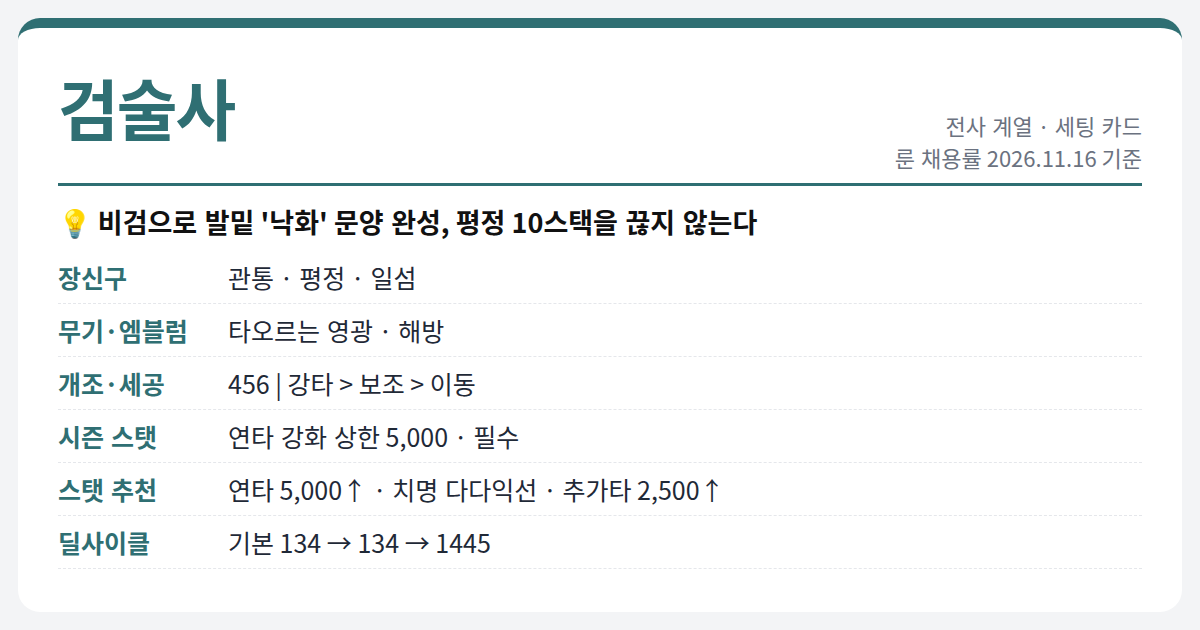 검술사
전사 계열 · 세팅 카드
룬 채용률 2026.11.16 기준
💡 비검으로 발밑 '낙화' 문양 완성, 평정 10스택을 끊지 않는다
장신구 관통 · 평정 · 일섬
무기·엠블럼 타오르는 영광 · 해방
개조·세공 456 | 강타 > 보조 > 이동
시즌 스탯 연타 강화 상한 5,000 · 필수
스탯 추천 연타 5,000↑ · 치명 다다익선 · 추가타 2,500↑
딜사이클 기본 134 → 134 → 1445